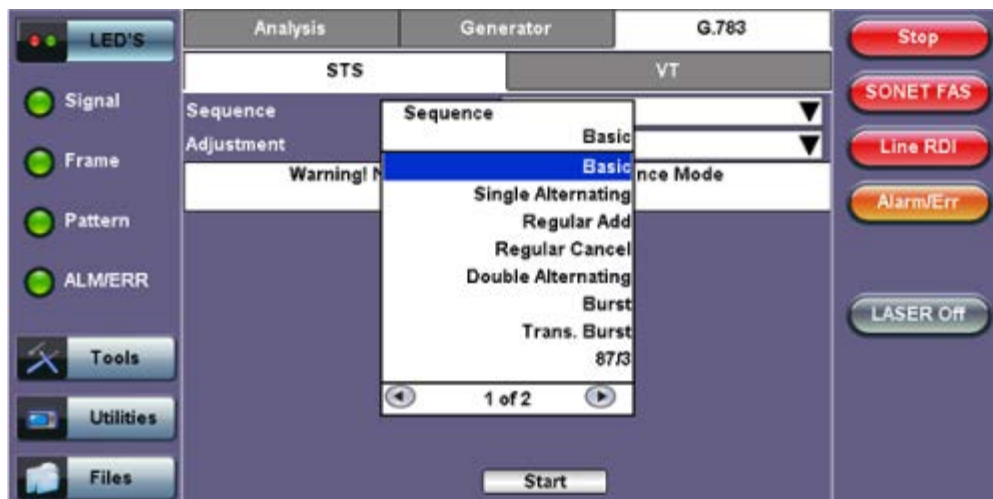 LED'S
Analysis
Generator
G.783
Stop
STS
VT
Signal
Sequence
SONET FAS
Sequence
Basic
Adjustment
Line RDI
Frame
Warning!
nce Mode
Basic
Single Alternating
Alarm/Err
Pattern
Regular Add
Regular Cancel
Double Alternating
ALM/ERR
Burst
LASER Off
Trans. Burst
Tools
87/3
1 of 2
Utilities
Files
Start